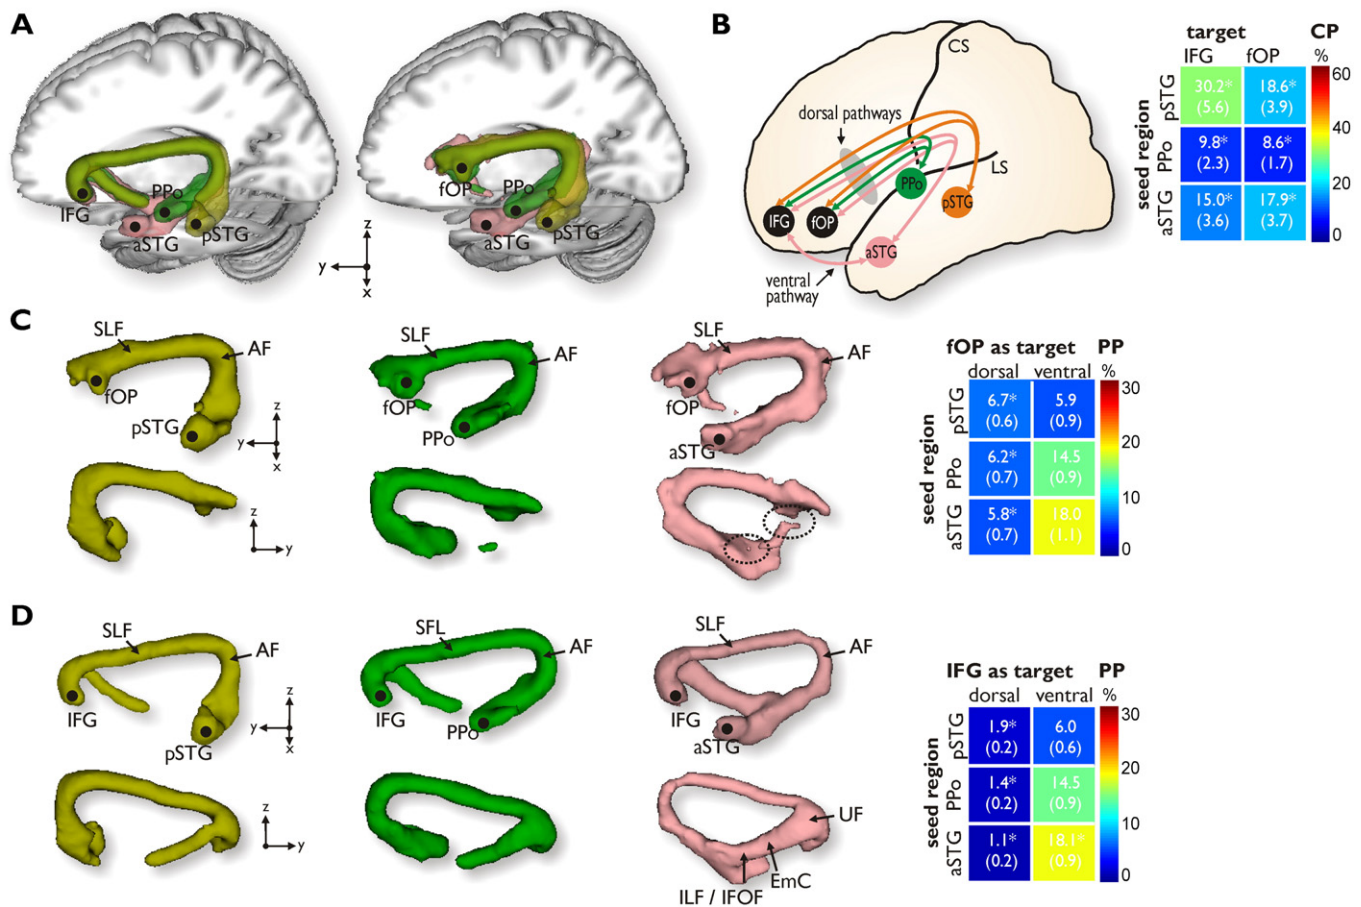 A
IFG
PPo
aSTG
pSTG
fOP
PPo
aSTG
pSTG
z
y
x
B
CS
dorsal pathways
LS
PPo
pSTG
IFG
fOP
aSTG
ventral
pathway
target
CP
IFG
fOP
%
seed region
pSTG
30.2*
(5.6)
18.6*
(3.9)
PPo
9.8*
(2.3)
8.6*
(1.7)
aSTG
15.0*
(3.6)
17.9*
(3.7)
60
40
20
0
C
SLF
AF
fOP
pSTG
z
y
x
SLF
AF
fOP
PPo
SLF
AF
fOP
aSTG
z
y
fOP as target
PP
dorsal
ventral
%
seed region
pSTG
6.7*
(0.6)
5.9
(0.9)
PPo
6.2*
(0.7)
14.5
(0.9)
aSTG
5.8*
(0.7)
18.0
(1.1)
30
20
10
0
D
SLF
AF
IFG
pSTG
z
y
x
SFL
AF
IFG
PPo
SLF
AF
IFG
aSTG
z
y
UF
EmC
ILF / IFOF
IFG as target
PP
dorsal
ventral
%
seed region
pSTG
1.9*
(0.2)
6.0
(0.6)
PPo
1.4*
(0.2)
14.5
(0.9)
aSTG
1.1*
(0.2)
18.1*
(0.9)
30
20
10
0